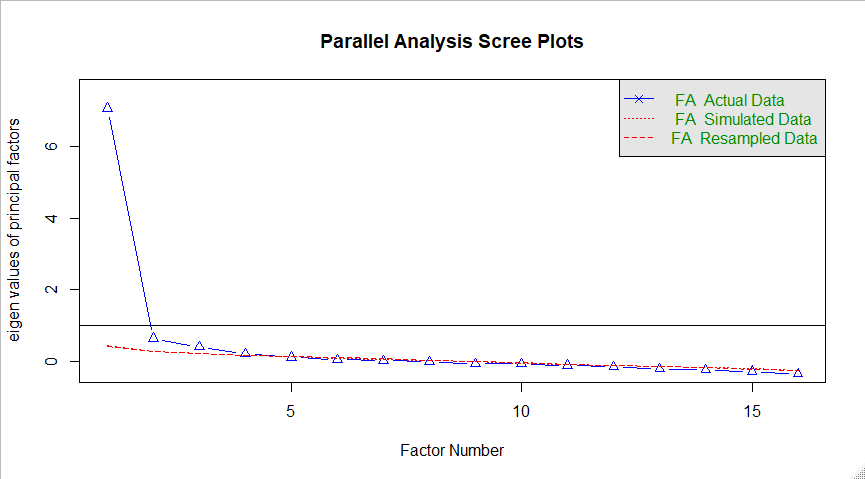 Parallel Analysis Scree Plots
FA Actual Data
FA Simulated Data
FA Resampled Data
eigen values of principal factors
6
4
2
0
5 10 15
Factor Number